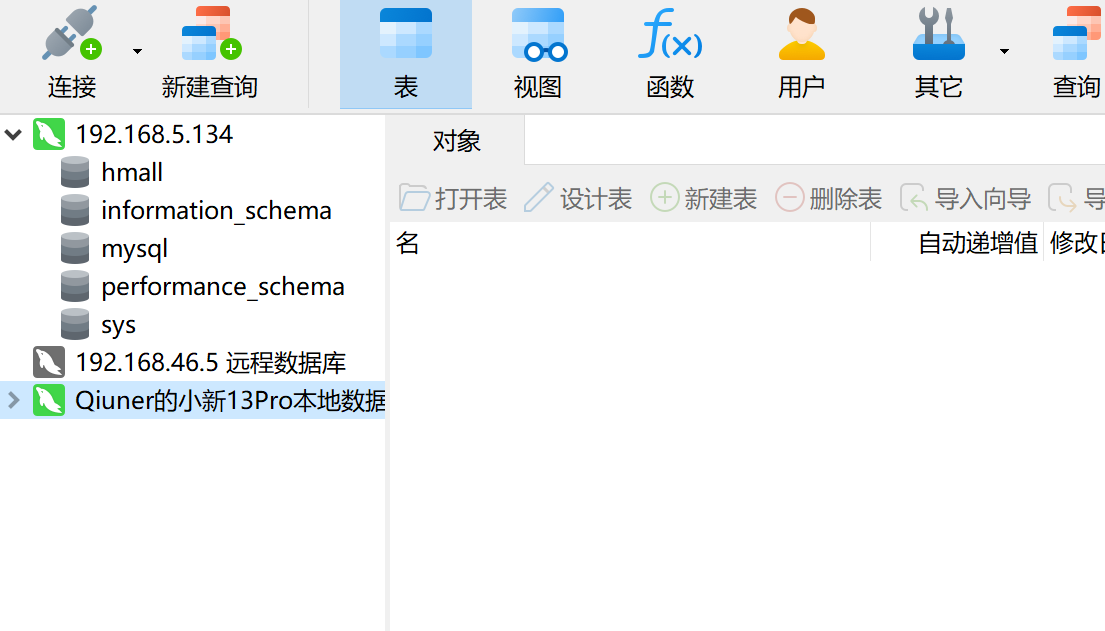 连接 新建查询 表 视图 函数 用户 其它 查询
192.168.5.134
hmall
information_schema
mysql
performance_schema
sys
192.168.46.5 远程数据库
Qiuner的小新13Pro本地数据
对象
打开表 设计表 新建表 删除表 导入向导 导
名 自动递增值 修改